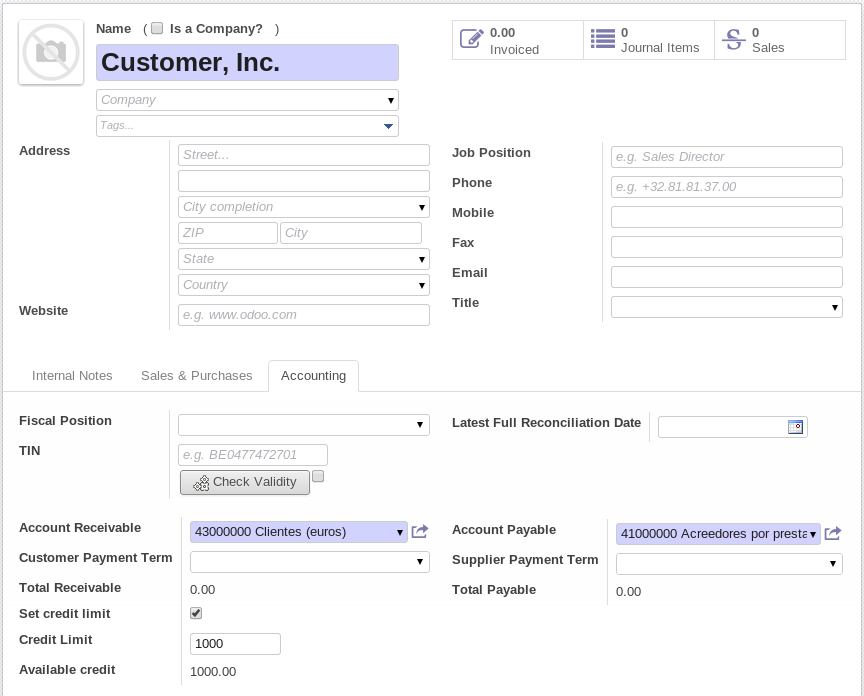 Name ( Is a Company? )
Customer, Inc.
Company
Tags...
0.00
Invoiced
0
Journal Items
0
Sales
Address
Street...
City completion
ZIP City
State
Country
Website e.g. www.odoo.com
Job Position e.g. Sales Director
Phone e.g. +32.81.81.37.00
Mobile
Fax
Email
Title
Internal Notes Sales & Purchases Accounting
Fiscal Position
TIN e.g. BE0477472701
Check Validity
Latest Full Reconciliation Date
Account Receivable 43000000 Clientes (euros)
Customer Payment Term
Total Receivable 0.00
Set credit limit
Credit Limit 1000
Available credit 1000.00
Account Payable 41000000 Acreedores por presta
Supplier Payment Term
Total Payable 0.00